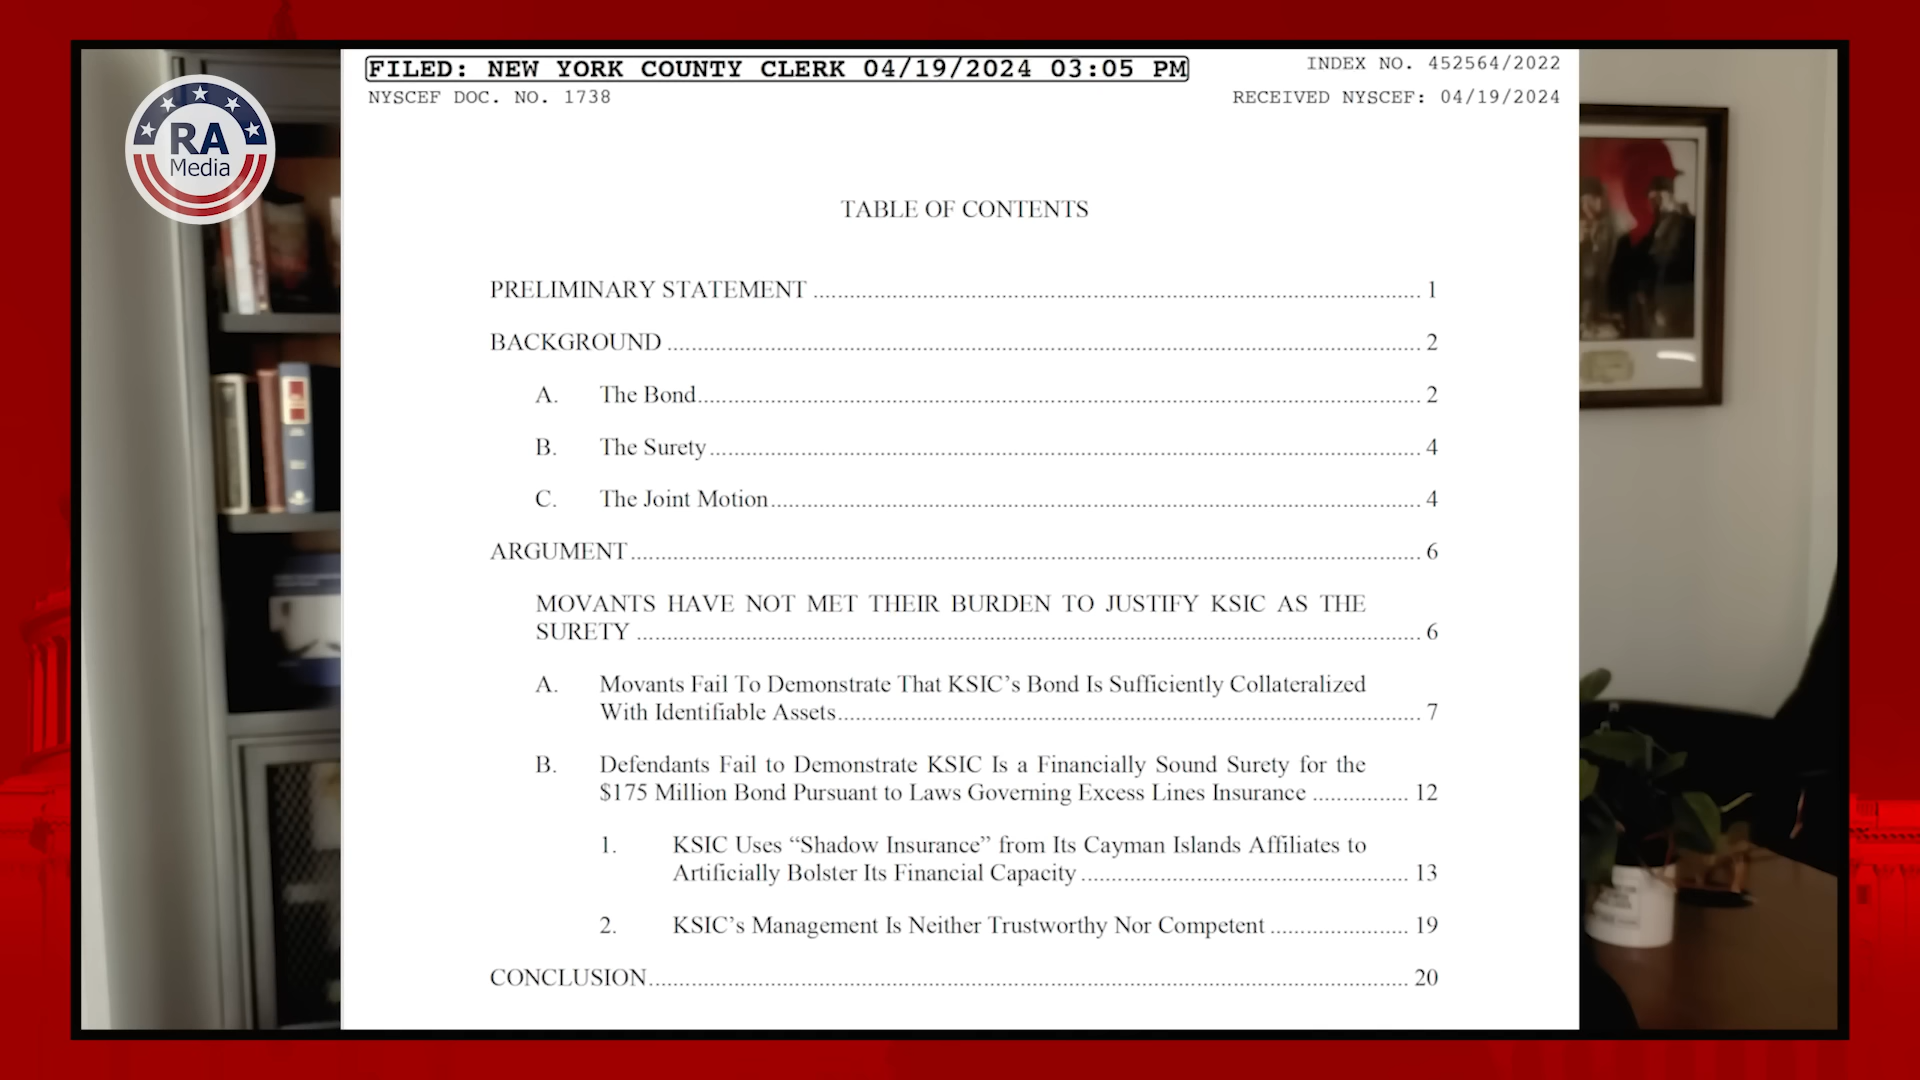 RA
Media
FILED: NEW YORK COUNTY CLERK 04/19/2024 03:05 PM
INDEX NO. 452564/2022
NYSCEF DOC. NO. 1738
RECEIVED NYSCEF: 04/19/2024
TABLE OF CONTENTS
PRELIMINARY STATEMENT ........ 1
BACKGROUND ........ 2
A. The Bond ........ 2
B. The Surety ........ 4
C. The Joint Motion ........ 4
ARGUMENT ........ 6
MOVANTS HAVE NOT MET THEIR BURDEN TO JUSTIFY KSIC AS THE
SURETY ........ 6
A. Movants Fail To Demonstrate That KSIC’s Bond Is Sufficiently Collateralized
With Identifiable Assets ........ 7
B. Defendants Fail to Demonstrate KSIC Is a Financially Sound Surety for the
$175 Million Bond Pursuant to Laws Governing Excess Lines Insurance ........ 12
1. KSIC Uses “Shadow Insurance” from Its Cayman Islands Affiliates to
Artificially Bolster Its Financial Capacity ........ 13
2. KSIC’s Management Is Neither Trustworthy Nor Competent ........ 19
CONCLUSION ........ 20